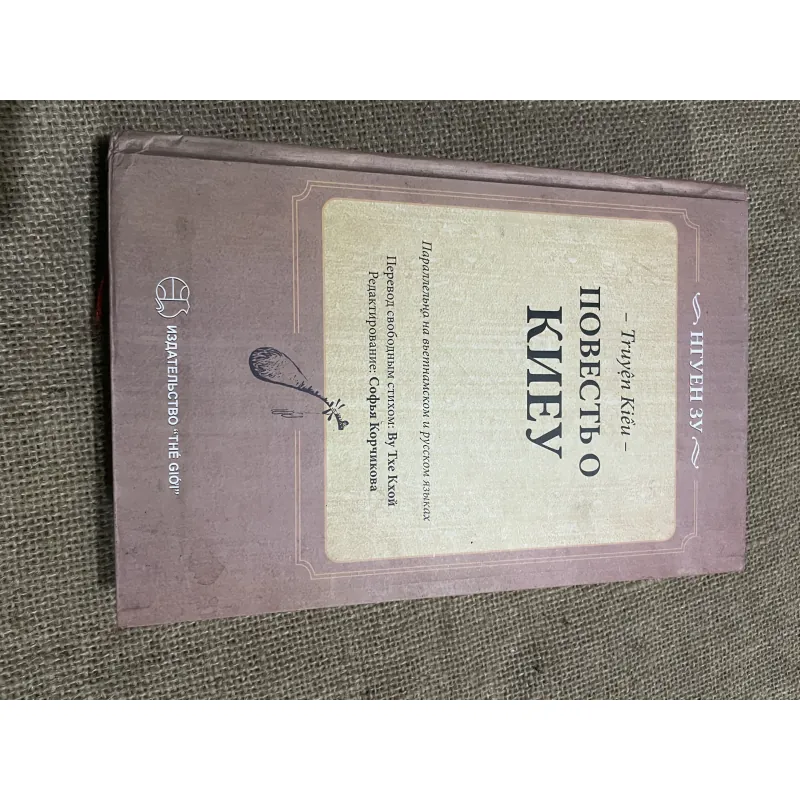 НГУЕН ЗУ
– Truyện Kiều –
ПОВЕСТЬ О
КИЕУ
Параллельно на вьетнамском и русском языках
Перевод свободным стихом: Ву Тхе Кхой
Редактирование: Софья Корчикова
ИЗДАТЕЛЬСТВО "THẾ GIỚI"